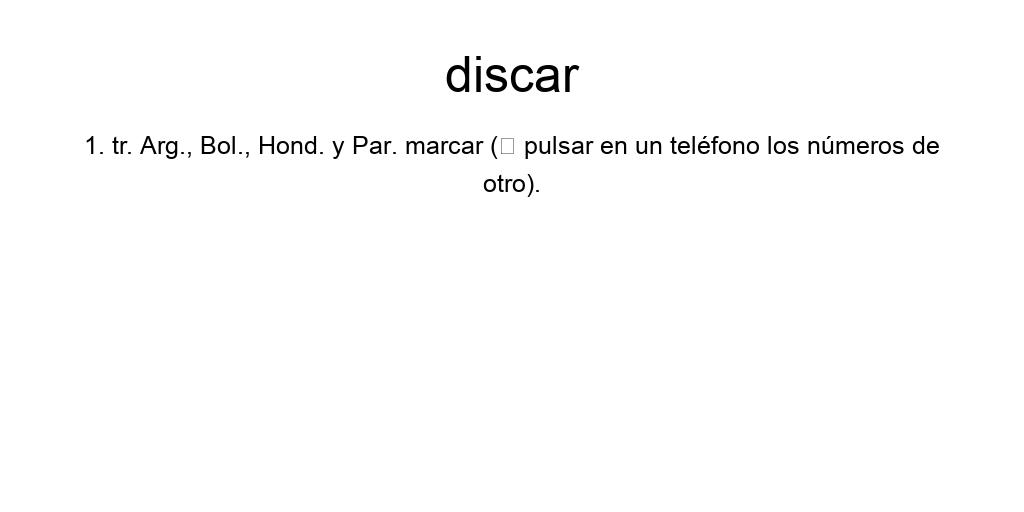 discar
1. tr. Arg., Bol., Hond. y Par. marcar (□ pulsar en un teléfono los números de
otro).